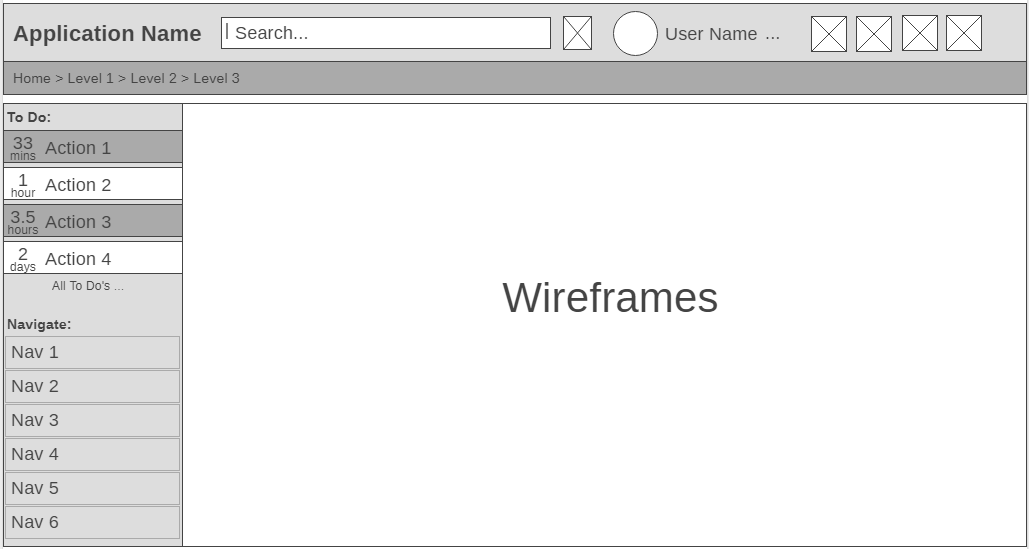 Application Name
Search...
User Name ...
Home > Level 1 > Level 2 > Level 3
To Do:
33 mins Action 1
1 hour Action 2
3.5 hours Action 3
2 days Action 4
All To Do's ...
Navigate:
Nav 1
Nav 2
Nav 3
Nav 4
Nav 5
Nav 6
Wireframes